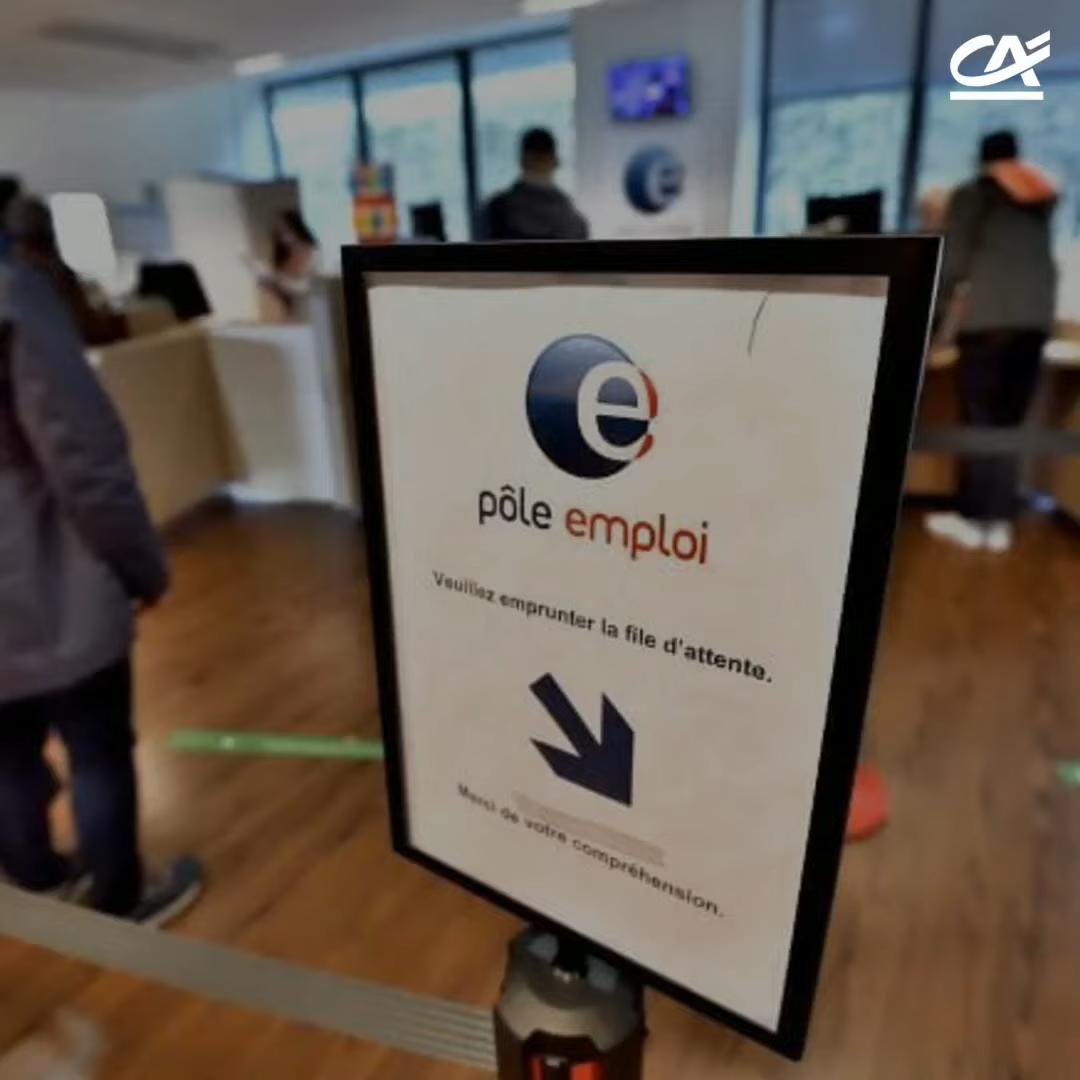 CA
e
pôle emploi
Veuillez emprunter la file d'attente.
Merci de votre compréhension.
e